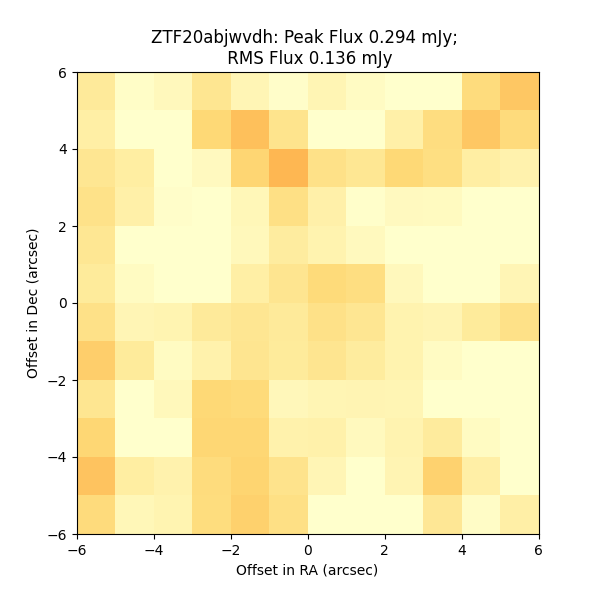 ZTF20abjwvdh: Peak Flux 0.294 mJy;
RMS Flux 0.136 mJy
6
4
2
0
−2
−4
−6
Offset in Dec (arcsec)
−6 −4 −2 0 2 4 6
Offset in RA (arcsec)